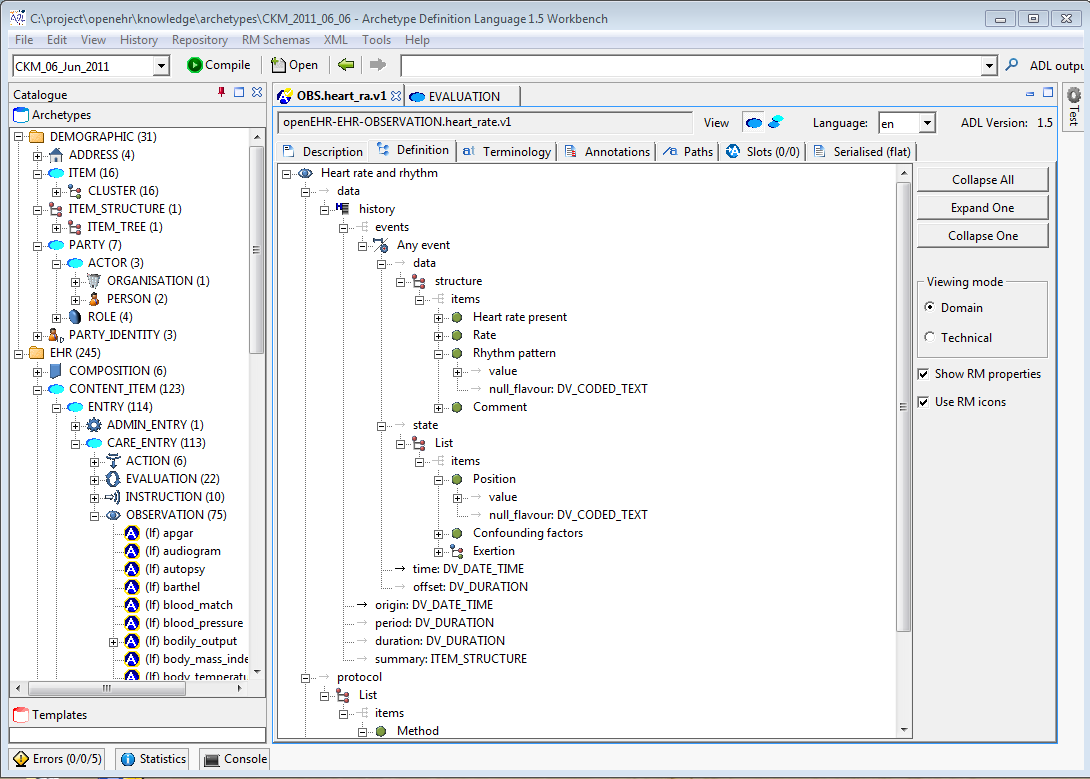 C:\project\openehr\knowledge\archetypes\CKM_2011_06_06 - Archetype Definition Language 1.5 Workbench
File Edit View History Repository RM Schemas XML Tools Help
CKM_06_Jun_2011 Compile Open ADL outpu
Catalogue
Archetypes
DEMOGRAPHIC (31)
ADDRESS (4)
ITEM (16)
CLUSTER (16)
ITEM_STRUCTURE (1)
ITEM_TREE (1)
PARTY (7)
ACTOR (3)
ORGANISATION (1)
PERSON (2)
ROLE (4)
PARTY_IDENTITY (3)
EHR (245)
COMPOSITION (6)
CONTENT_ITEM (123)
ENTRY (114)
ADMIN_ENTRY (1)
CARE_ENTRY (113)
ACTION (6)
EVALUATION (22)
INSTRUCTION (10)
OBSERVATION (75)
(lf) apgar
(lf) audiogram
(lf) autopsy
(lf) barthel
(lf) blood_match
(lf) blood_pressure
(lf) bodily_output
(lf) body_mass_inde
(lf) body_temperatu
Templates
OBS.heart_ra.v1 EVALUATION
openEHR-EHR-OBSERVATION.heart_rate.v1 View Language: en ADL Version: 1.5
Description Definition Terminology Annotations Paths Slots (0/0) Serialised (flat)
Heart rate and rhythm
data
history
events
Any event
data
structure
items
Heart rate present
Rate
Rhythm pattern
value
null_flavour: DV_CODED_TEXT
Comment
state
List
items
Position
value
null_flavour: DV_CODED_TEXT
Confounding factors
Exertion
time: DV_DATE_TIME
offset: DV_DURATION
origin: DV_DATE_TIME
period: DV_DURATION
duration: DV_DURATION
summary: ITEM_STRUCTURE
protocol
List
items
Method
Collapse All
Expand One
Collapse One
Viewing mode
Domain
Technical
Show RM properties
Use RM icons
Test
Errors (0/0/5) Statistics Console